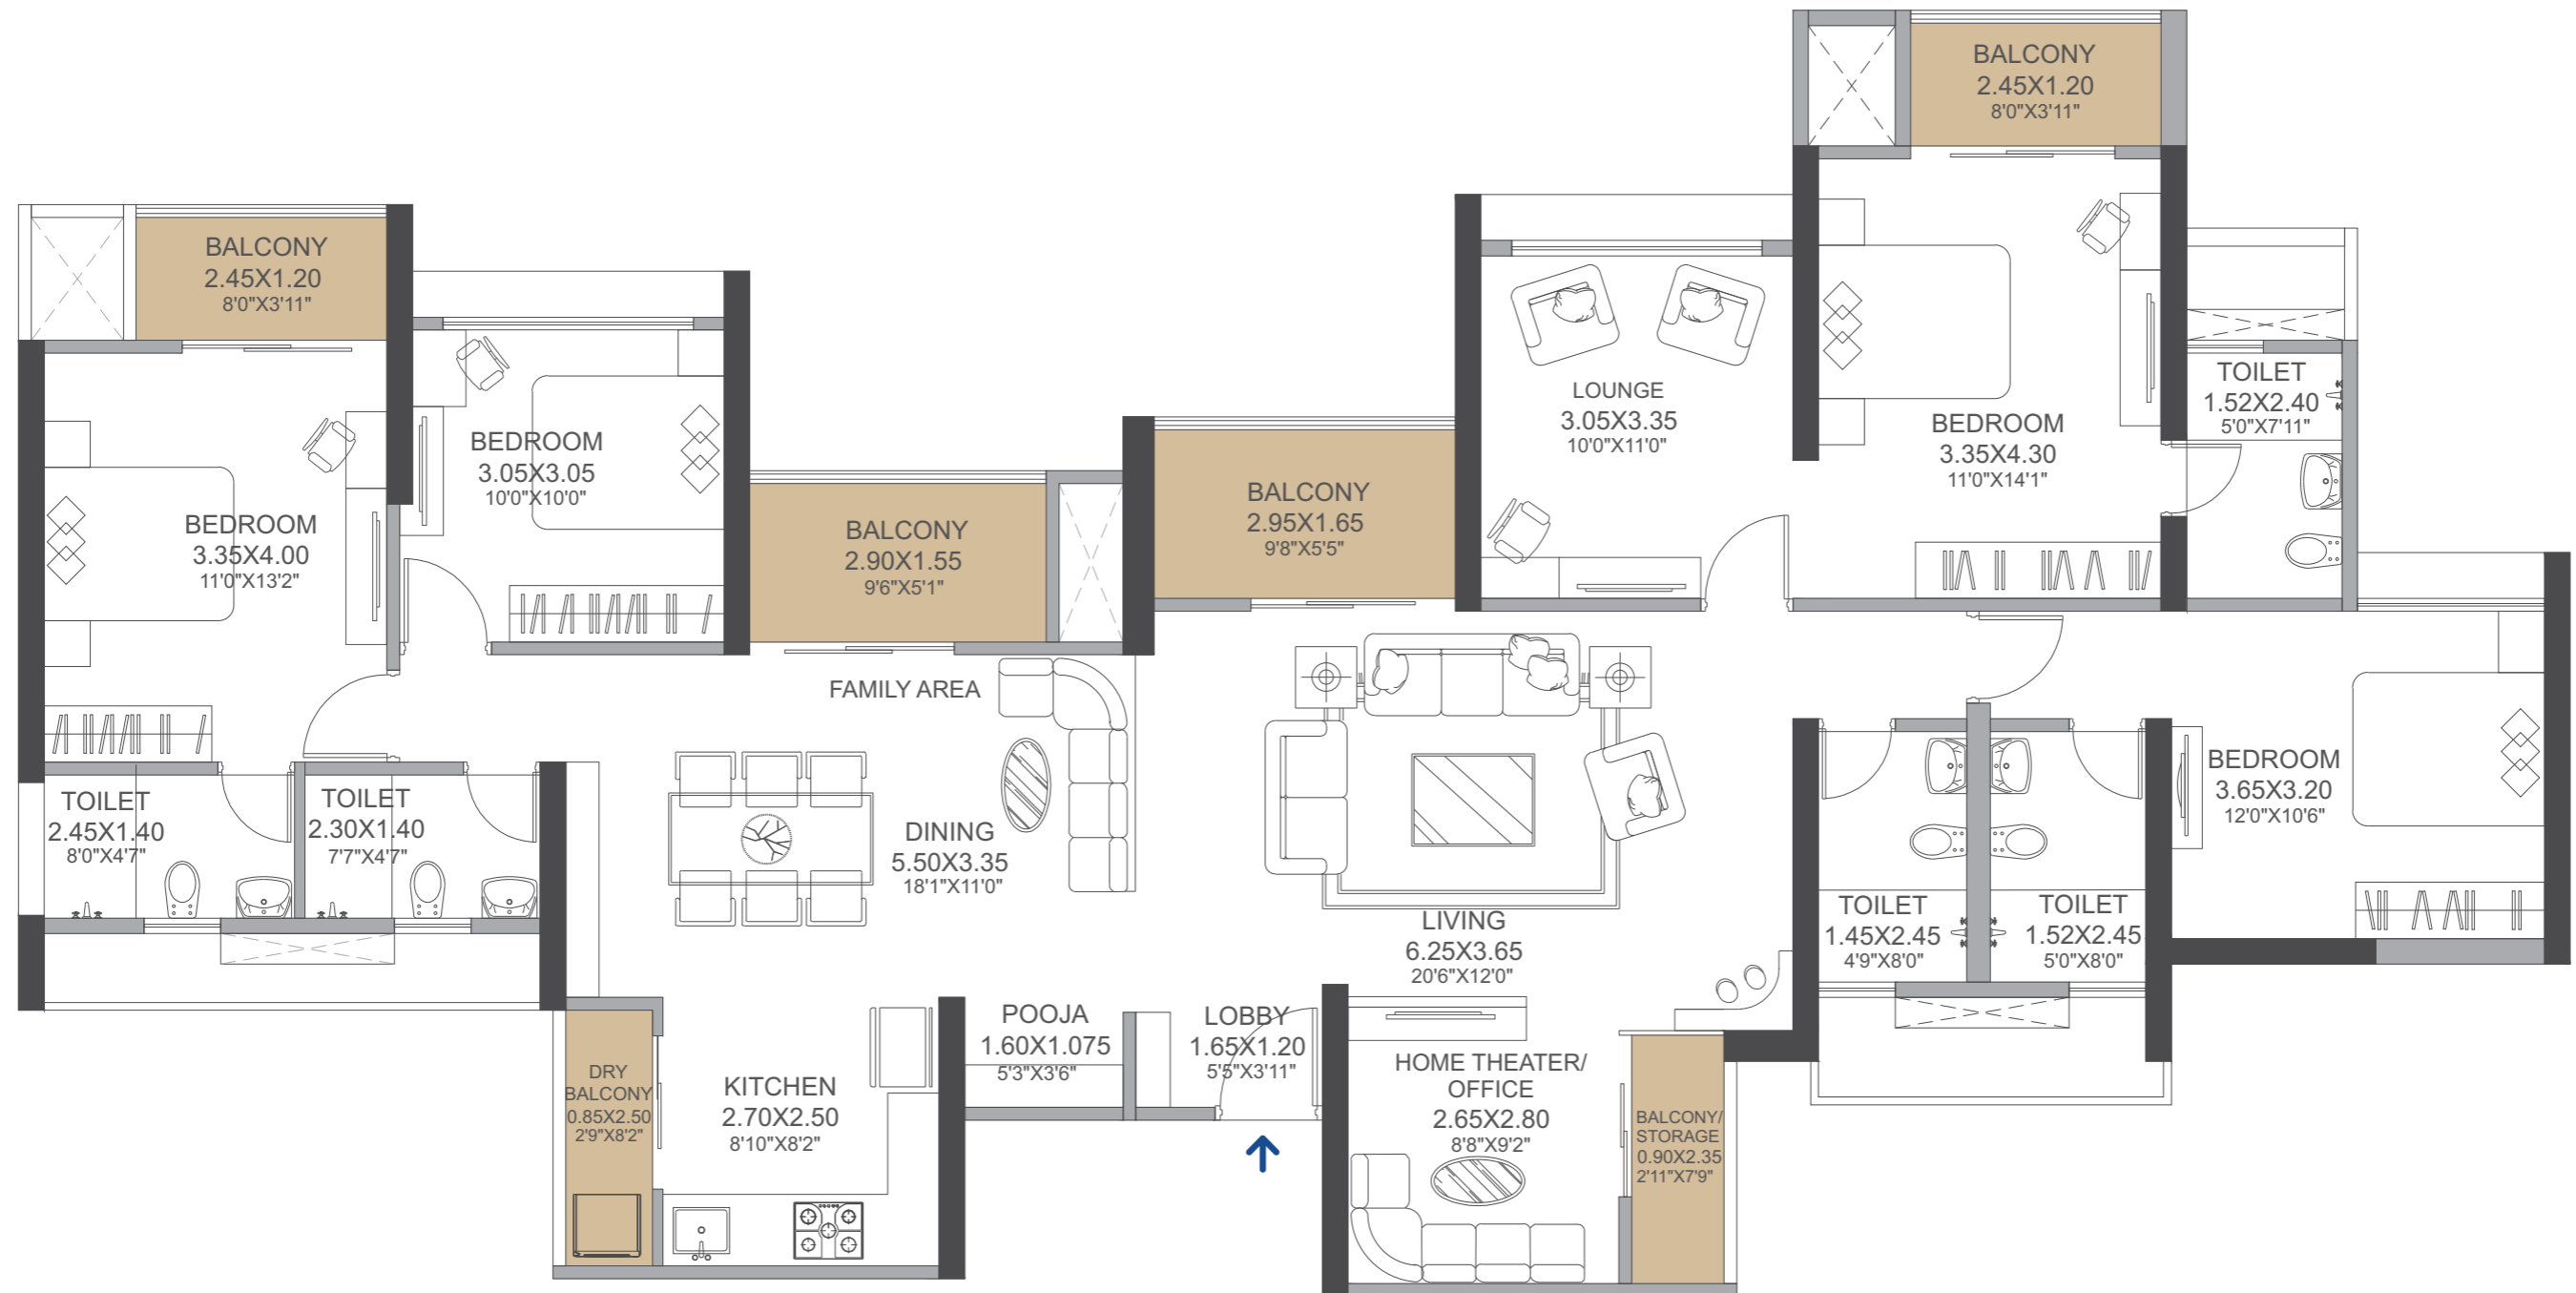 BALCONY
2.45X1.20
8'0"X3'11"
BALCONY
2.45X1.20
8'0"X3'11"
BEDROOM
3.35X4.00
11'0"X13'2"
BEDROOM
3.05X3.05
10'0"X10'0"
BALCONY
2.90X1.55
9'6"X5'1"
BALCONY
2.95X1.65
9'8"X5'5"
LOUNGE
3.05X3.35
10'0"X11'0"
BEDROOM
3.35X4.30
11'0"X14'1"
TOILET
1.52X2.40
5'0"X7'11"
FAMILY AREA
TOILET
2.45X1.40
8'0"X4'7"
TOILET
2.30X1.40
7'7"X4'7"
DINING
5.50X3.35
18'1"X11'0"
LIVING
6.25X3.65
20'6"X12'0"
BEDROOM
3.65X3.20
12'0"X10'6"
TOILET
1.45X2.45
4'9"X8'0"
TOILET
1.52X2.45
5'0"X8'0"
DRY
BALCONY
0.85X2.50
2'9"X8'2"
KITCHEN
2.70X2.50
8'10"X8'2"
POOJA
1.60X1.075
5'3"X3'6"
LOBBY
1.65X1.20
5'5"X3'11"
HOME THEATER/
OFFICE
2.65X2.80
8'8"X9'2"
BALCONY/
STORAGE
0.90X2.35
2'11"X7'9"